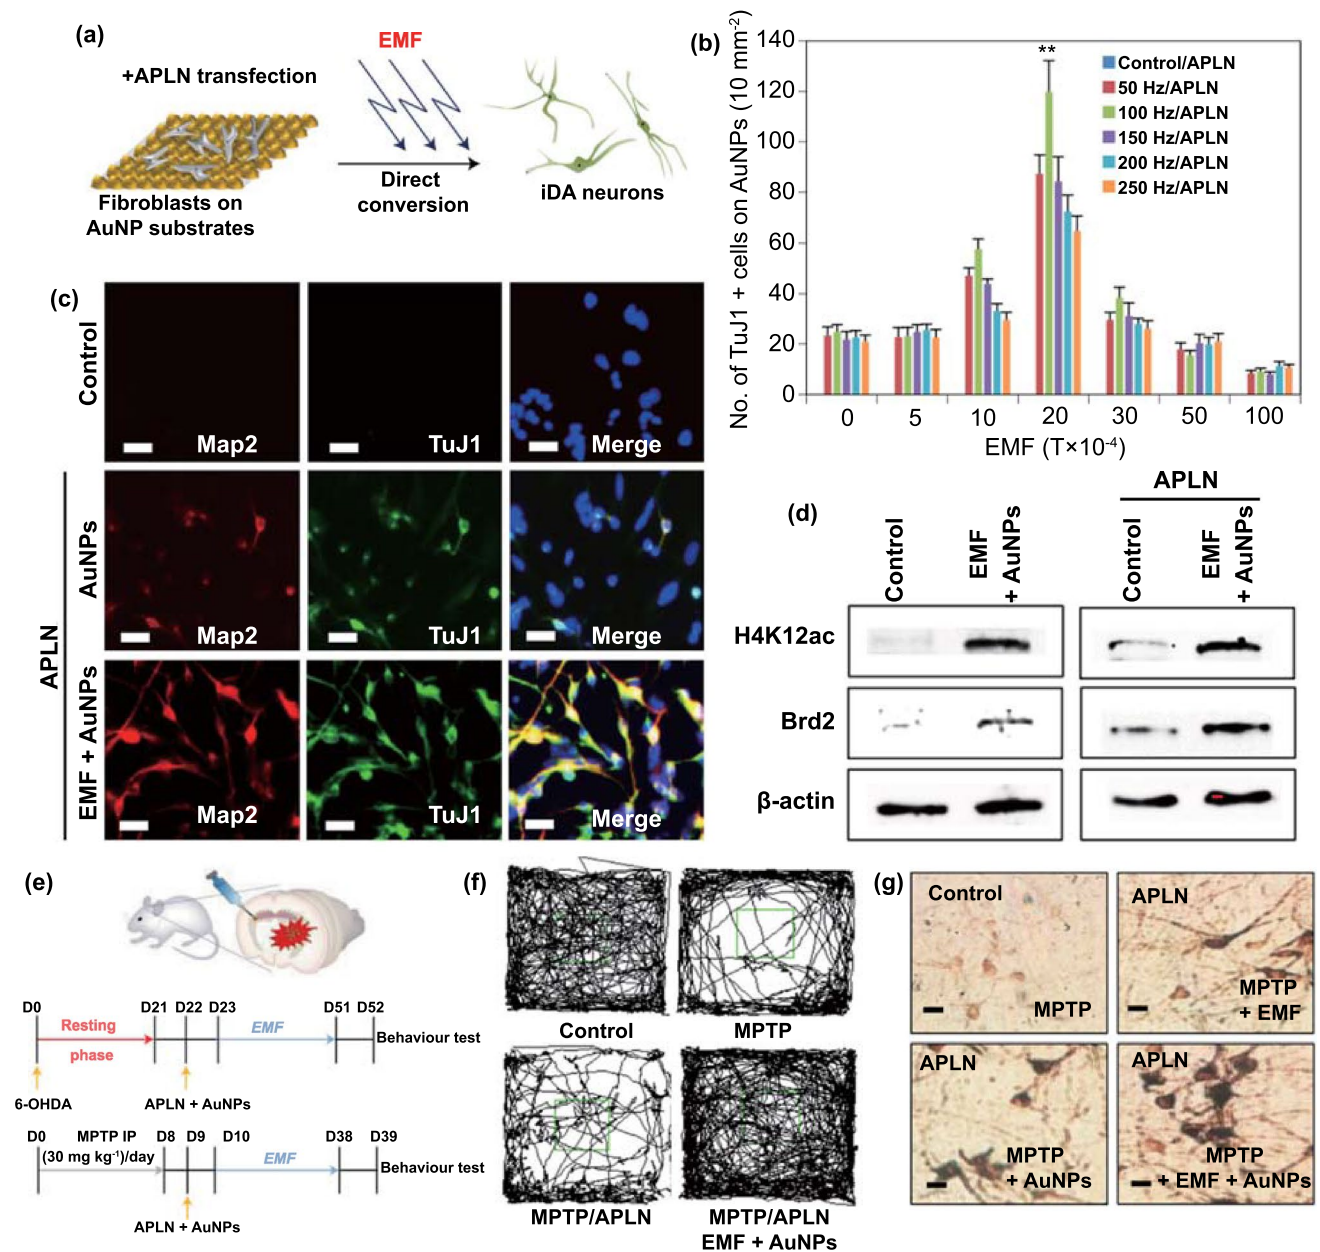 (a)
EMF
+APLN transfection
Direct
conversion
Fibroblasts on
AuNP substrates
iDA neurons
(b)
No. of TuJ1 + cells on AuNPs (10 mm-2)
140
120
100
80
60
40
20
0
**
Control/APLN
50 Hz/APLN
100 Hz/APLN
150 Hz/APLN
200 Hz/APLN
250 Hz/APLN
0 5 10 20 30 50 100
EMF (T×10-4)
(c)
Control
Map2 TuJ1 Merge
APLN
AuNPs
Map2 TuJ1 Merge
EMF + AuNPs
Map2 TuJ1 Merge
(d)
APLN
Control
EMF
+ AuNPs
Control
EMF
+ AuNPs
H4K12ac
Brd2
β-actin
(e)
D0 D21 D22 D23 D51 D52
Resting
phase
EMF
Behaviour test
6-OHDA
APLN + AuNPs
D0 MPTP IP D8 D9 D10 D38 D39
(30 mg kg-1)/day
EMF
Behaviour test
APLN + AuNPs
(f)
Control
MPTP
MPTP/APLN
MPTP/APLN
EMF + AuNPs
(g)
Control
MPTP
APLN
MPTP
+ EMF
APLN
MPTP
+ AuNPs
APLN
MPTP
+ EMF + AuNPs